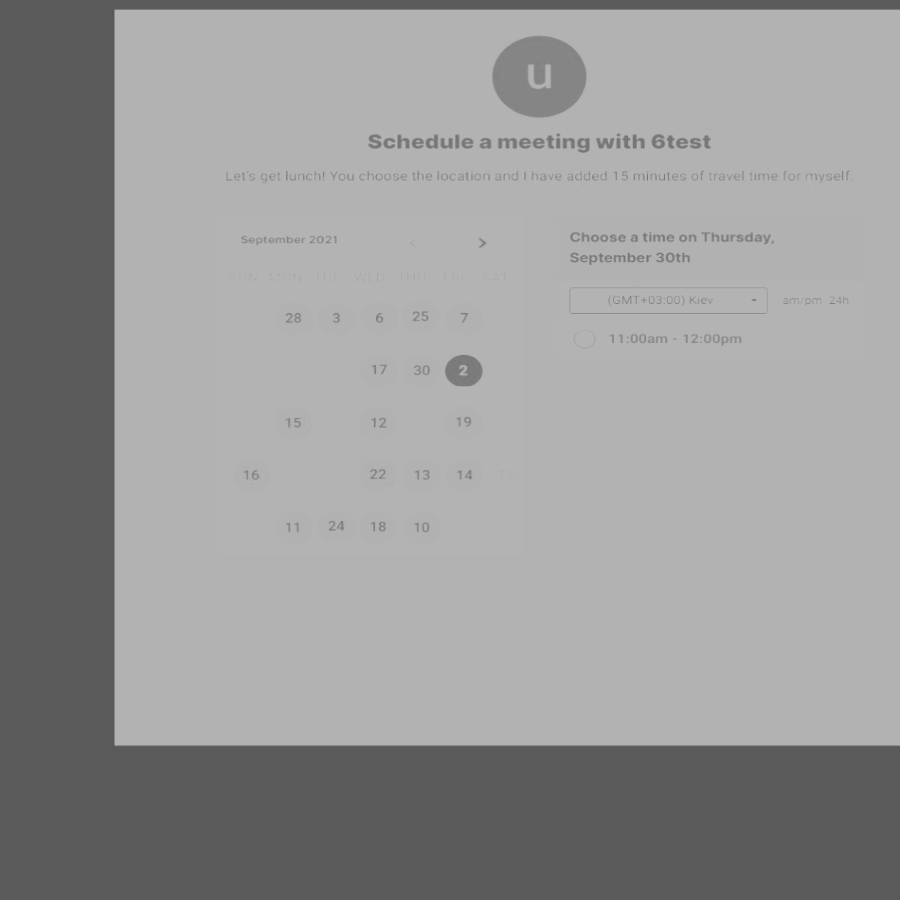 u
Schedule a meeting with 6test
Let's get lunch! You choose the location and I have added 15 minutes of travel time for myself.
September 2021 < >
SUN MON TUE WED THU FRI SAT
28 3 6 25 7
17 30 2
15 12 19
16 22 13 14
11 24 18 10
Choose a time on Thursday,
September 30th
(GMT+03:00) Kiev am/pm 24h
11:00am - 12:00pm